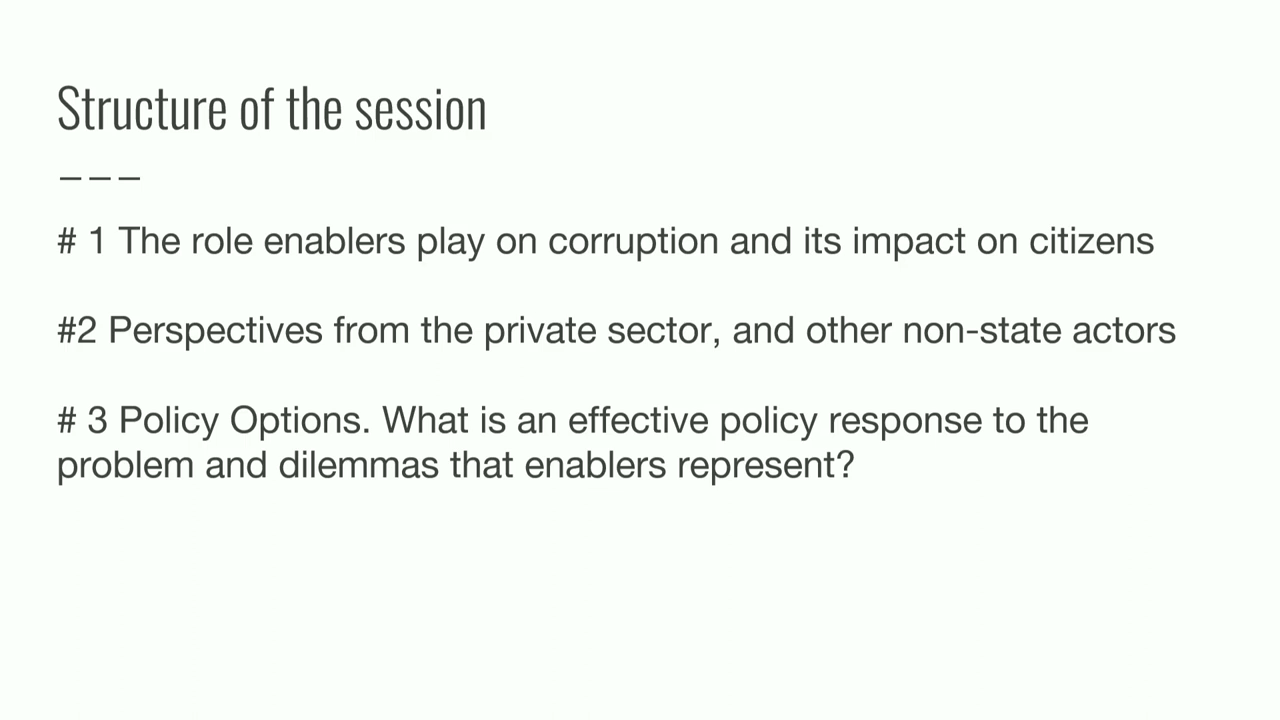 Structure of the session
# 1 The role enablers play on corruption and its impact on citizens
#2 Perspectives from the private sector, and other non-state actors
# 3 Policy Options. What is an effective policy response to the
problem and dilemmas that enablers represent?